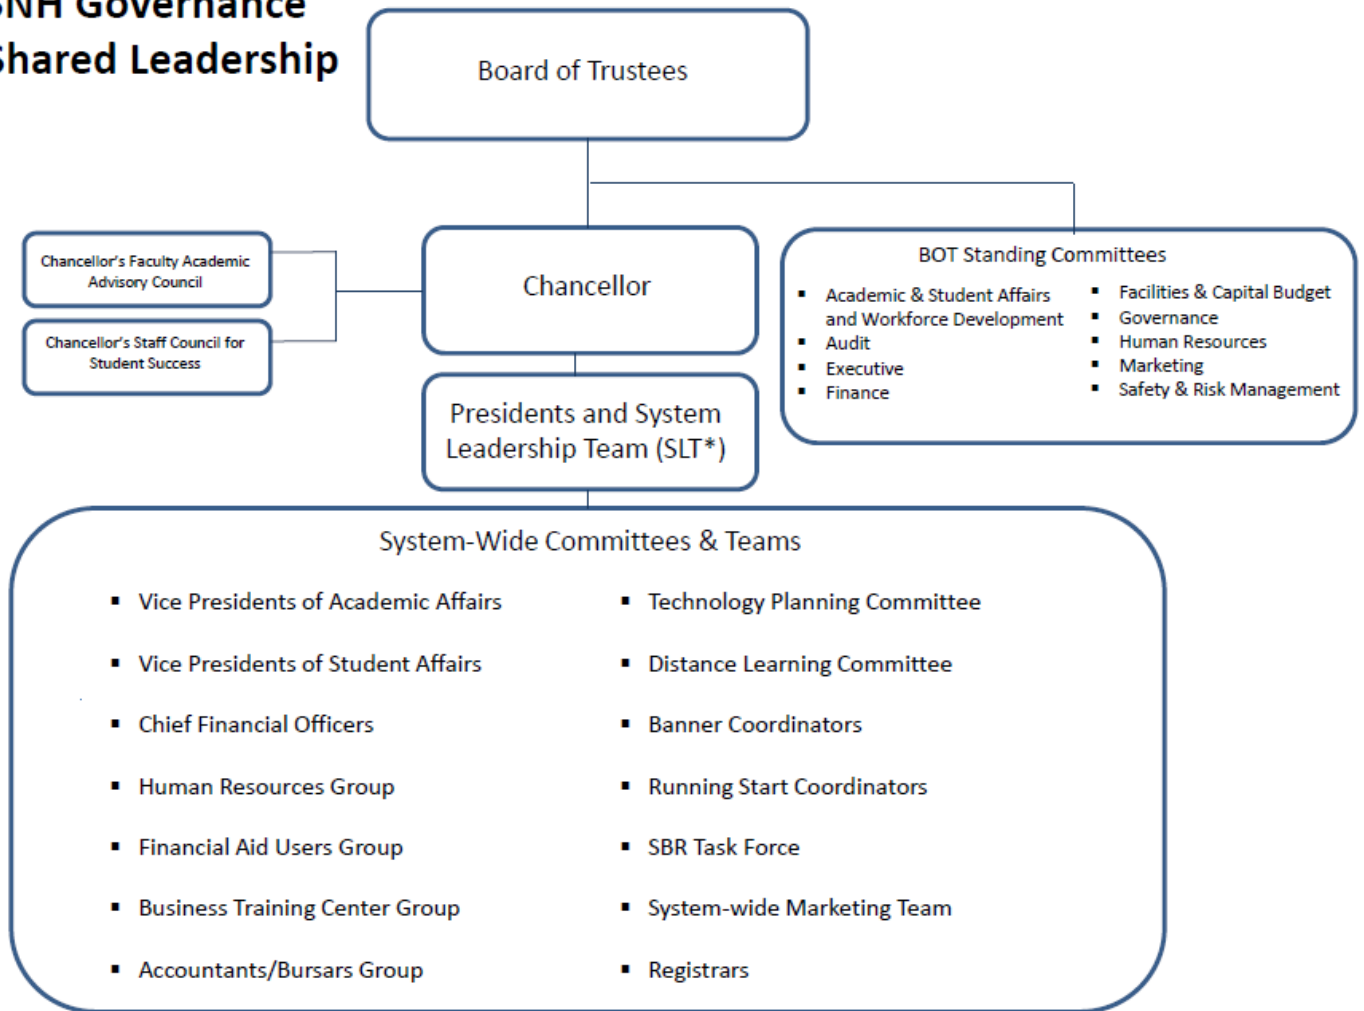 SNH Governance
Shared Leadership
Board of Trustees
Chancellor's Faculty Academic
Advisory Council
Chancellor's Staff Council for
Student Success
Chancellor
BOT Standing Committees
▪ Academic & Student Affairs
and Workforce Development
▪ Audit
▪ Executive
▪ Finance
▪ Facilities & Capital Budget
▪ Governance
▪ Human Resources
▪ Marketing
▪ Safety & Risk Management
Presidents and System
Leadership Team (SLT*)
System-Wide Committees & Teams
▪ Vice Presidents of Academic Affairs
▪ Vice Presidents of Student Affairs
▪ Chief Financial Officers
▪ Human Resources Group
▪ Financial Aid Users Group
▪ Business Training Center Group
▪ Accountants/Bursars Group
▪ Technology Planning Committee
▪ Distance Learning Committee
▪ Banner Coordinators
▪ Running Start Coordinators
▪ SBR Task Force
▪ System-wide Marketing Team
▪ Registrars